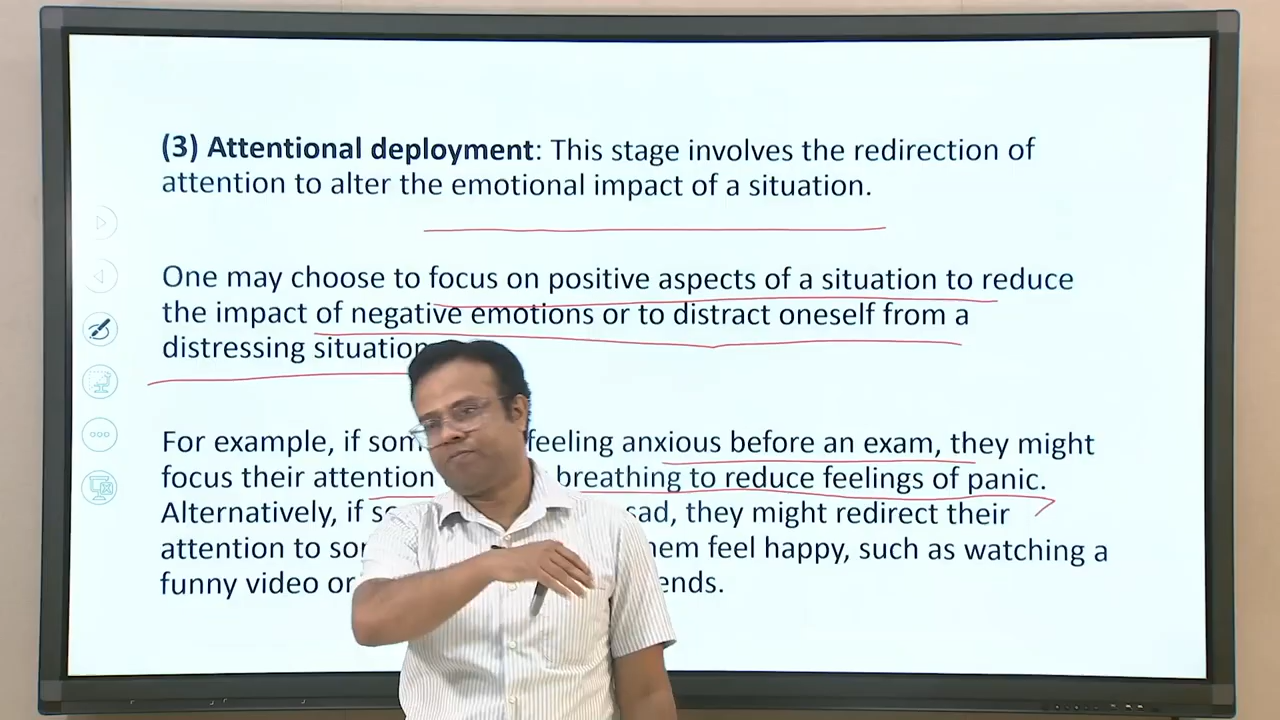 (3) Attentional deployment: This stage involves the redirection of
attention to alter the emotional impact of a situation.
One may choose to focus on positive aspects of a situation to reduce
the impact of negative emotions or to distract oneself from a
distressing situation
For example, if feeling anxious before an exam, they might
focus their attention breathing to reduce feelings of panic.
Alternatively, if sad, they might redirect their
attention to feel happy, such as watching a
funny video or